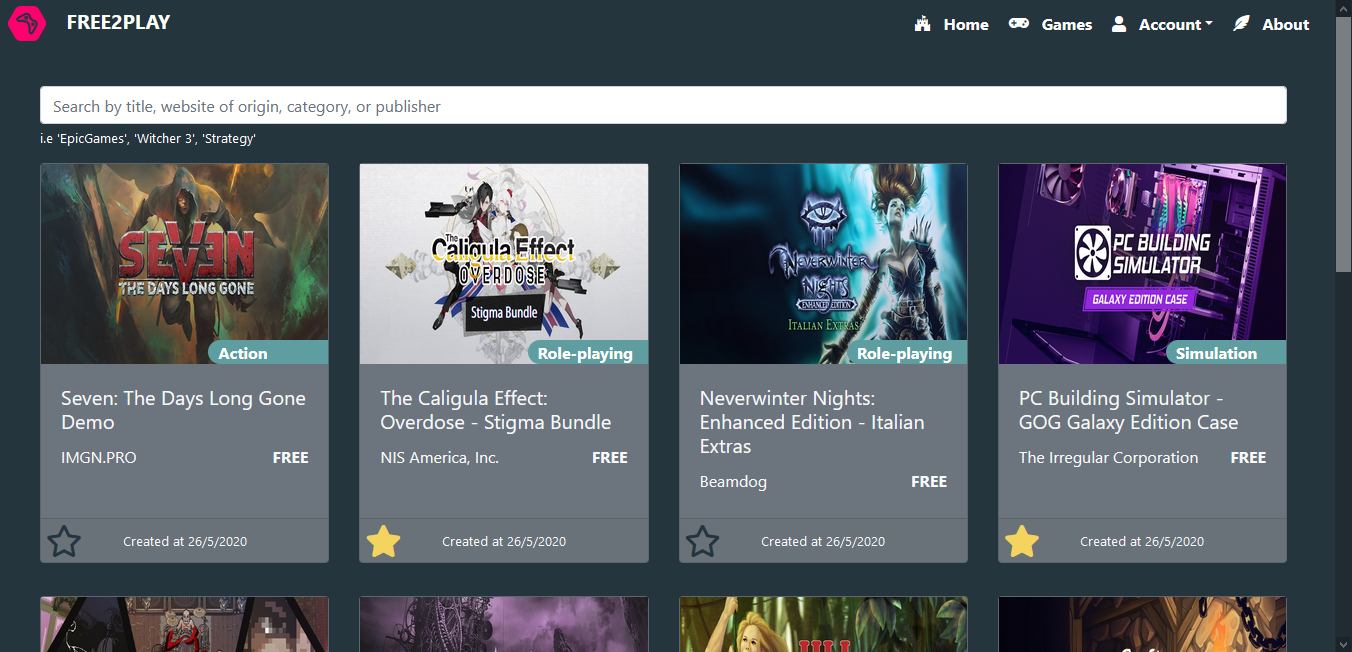 FREE2PLAY
Home Games Account About
Search by title, website of origin, category, or publisher
i.e 'EpicGames', 'Witcher 3', 'Strategy'
SEVEN
THE DAYS LONG GONE
Action
The
Caligula Effect
OVERDOSE
Stigma Bundle
Role-playing
NEVERWINTER
NIGHTS
ENHANCED EDITION
ITALIAN EXTRAS
Role-playing
PC BUILDING
SIMULATOR
GALAXY EDITION CASE
Simulation
Seven: The Days Long Gone
Demo
IMGN.PRO FREE
Created at 26/5/2020
The Caligula Effect:
Overdose - Stigma Bundle
NIS America, Inc. FREE
Created at 26/5/2020
Neverwinter Nights:
Enhanced Edition - Italian
Extras
Beamdog FREE
Created at 26/5/2020
PC Building Simulator -
GOG Galaxy Edition Case
The Irregular Corporation FREE
Created at 26/5/2020